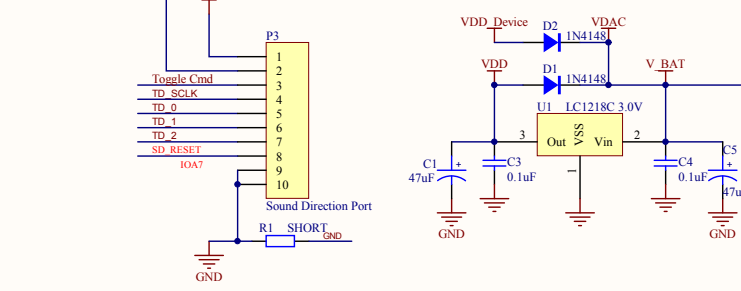 P3
1
2
Toggle Cmd 3
TD_SCLK 4
TD_0 5
TD_1 6
TD_2 7
SD_RESET 8
IOA7
9
10
Sound Direction Port
R1 SHORT
GND
GND
VDD_Device D2 VDAC
1N4148
VDD D1 1N4148 V_BAT
U1 LC1218C 3.0V
3 Out VSS Vin 2
1
C1 +
47uF
C3
0.1uF
C4
0.1uF
C5
+
47u
GND
GND